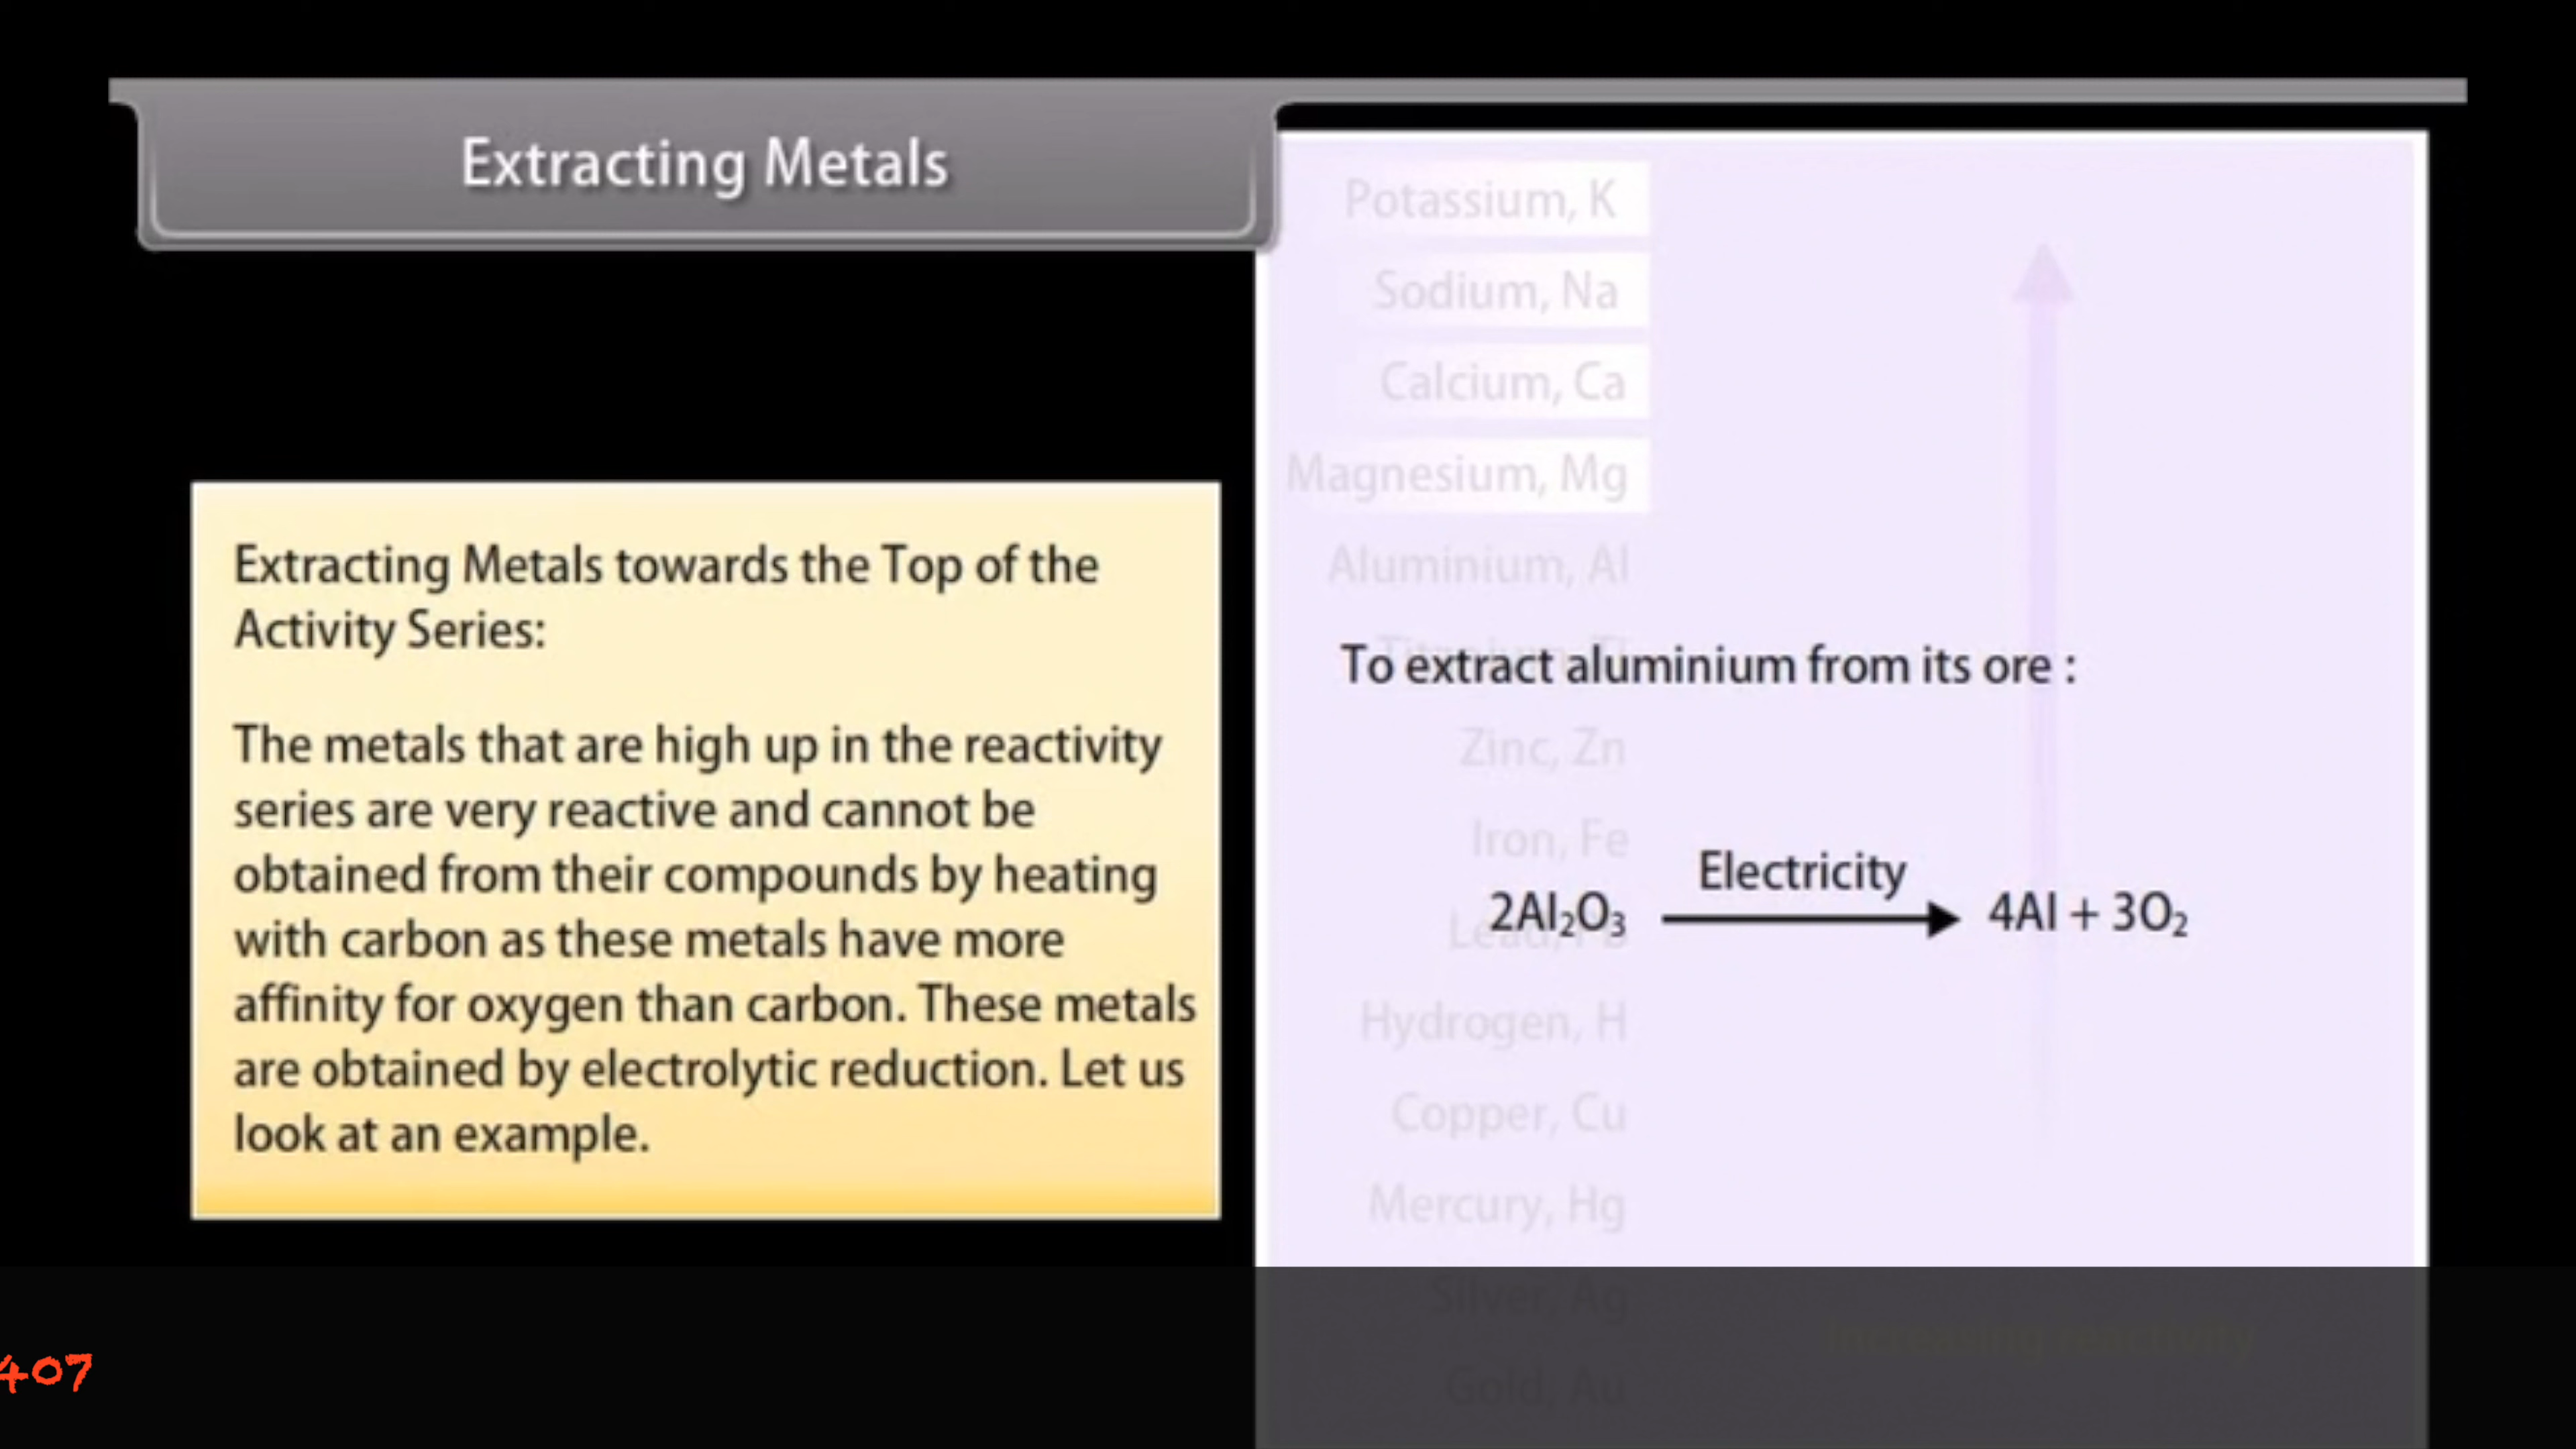 Extracting Metals
Extracting Metals towards the Top of the
Activity Series:
The metals that are high up in the reactivity
series are very reactive and cannot be
obtained from their compounds by heating
with carbon as these metals have more
affinity for oxygen than carbon. These metals
are obtained by electrolytic reduction. Let us
look at an example.
Potassium, K
Sodium, Na
Calcium, Ca
Magnesium, Mg
Aluminium, Al
To extract aluminium from its ore :
Zinc, Zn
Iron, Fe
Electricity
2Al₂O₃ → 4Al + 3O₂
Hydrogen, H
Copper, Cu
Mercury, Hg
Silver, Ag
Gold, Au
407